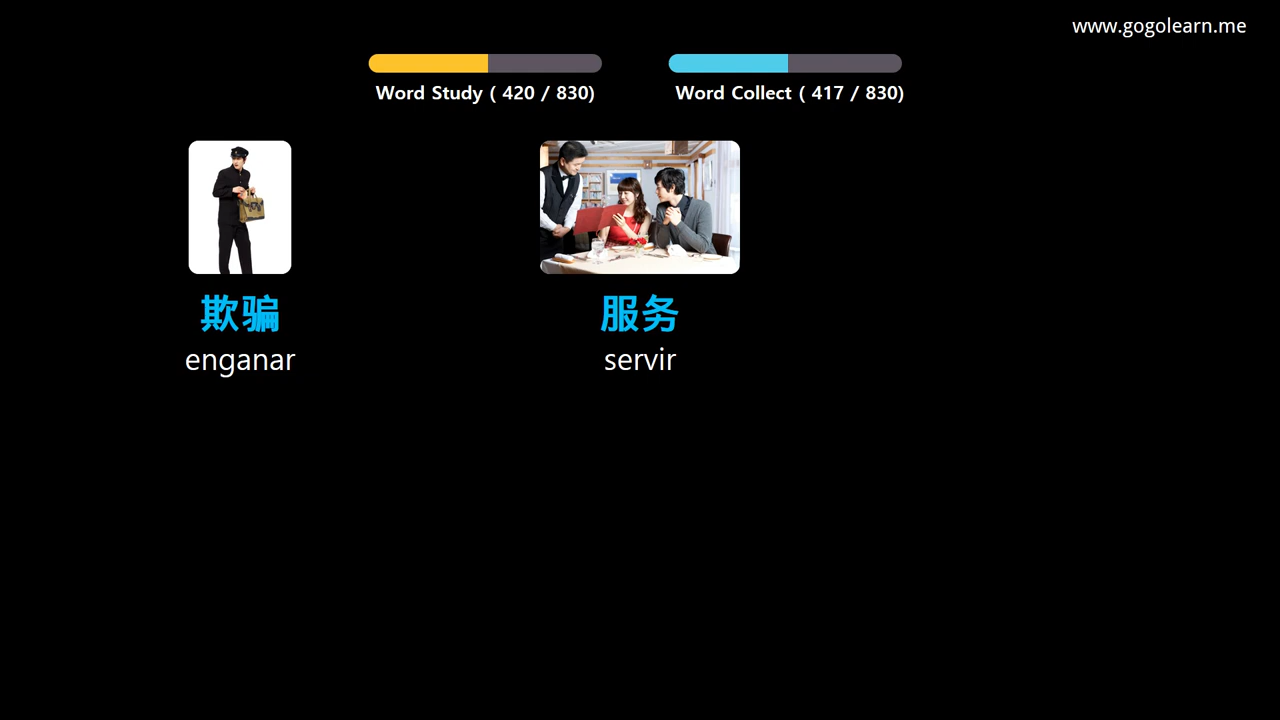 www.gogolearn.me
Word Study ( 420 / 830)
Word Collect ( 417 / 830)
欺骗
enganar
服务
servir